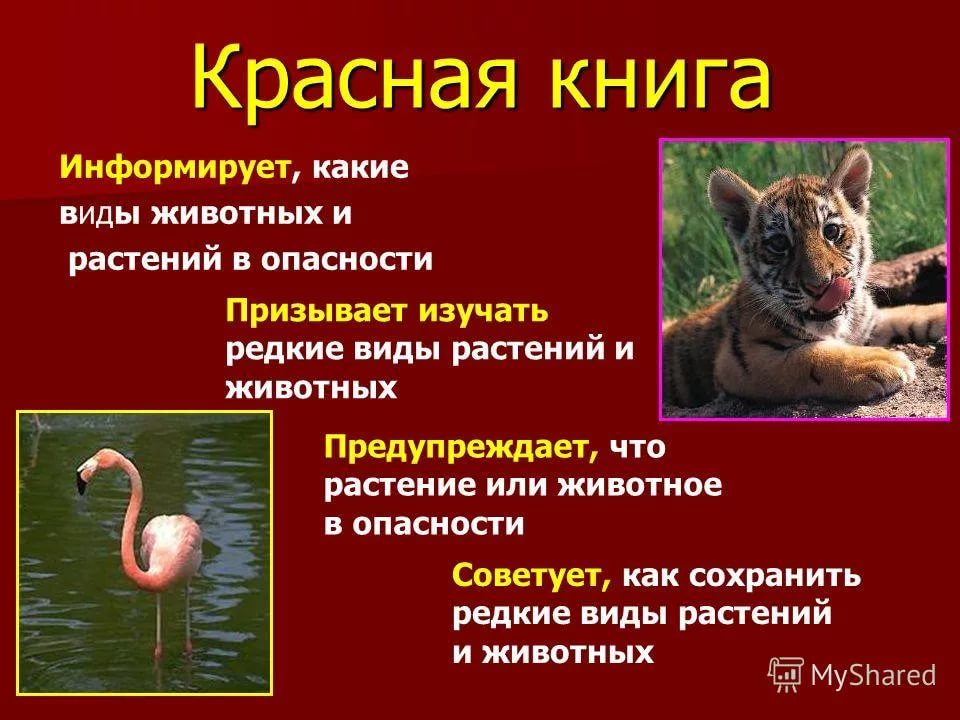 Красная книга
Информирует, какие
виды животных и
растений в опасности
Призывает изучать
редкие виды растений и
животных
Предупреждает, что
растение или животное
в опасности
Советует, как сохранить
редкие виды растений
и животных
MyShared